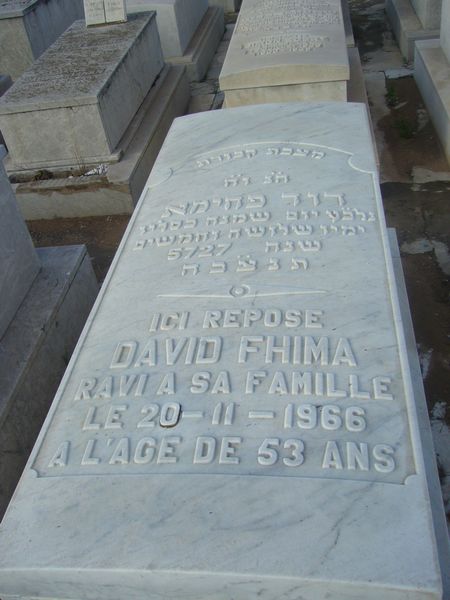 מצבת קבורת
דוד פחימא
שנה 5727
ת נ צ ב ה
ICI REPOSE
DAVID FHIMA
RAVI A SA FAMILLE
LE 20-11-1966
A L'AGE DE 53 ANS